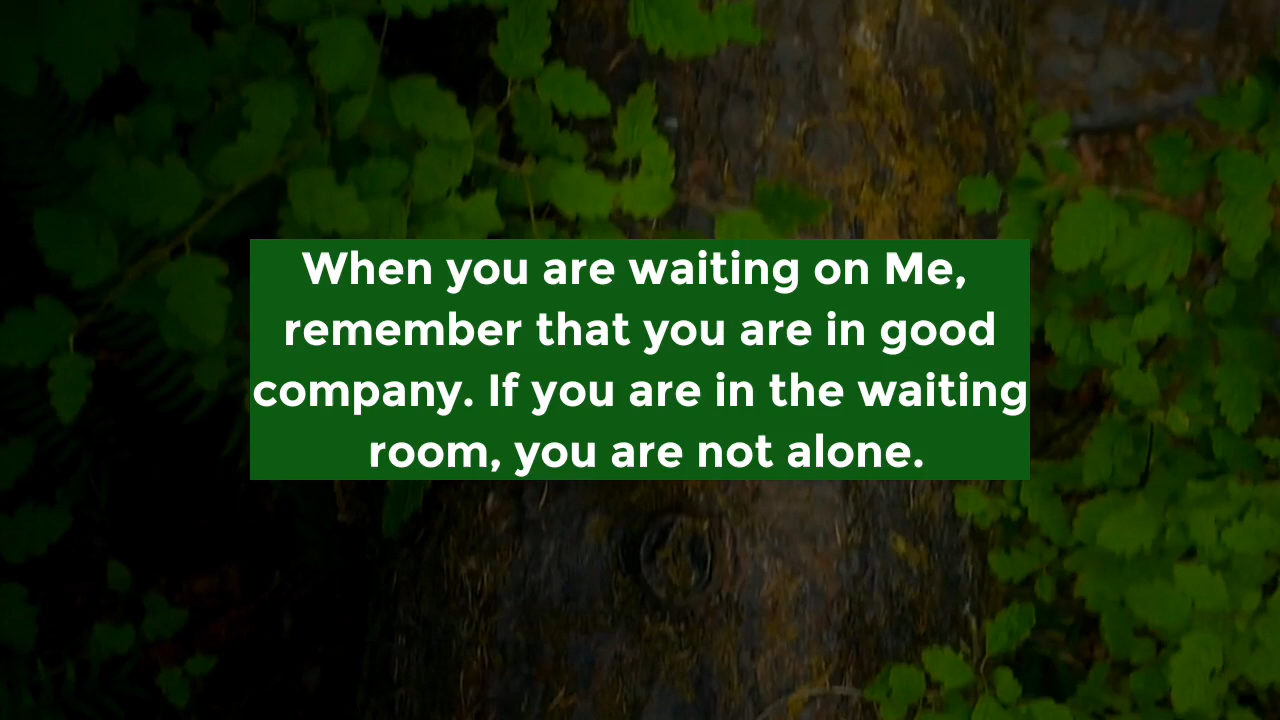 When you are waiting on Me,
remember that you are in good
company. If you are in the waiting
room, you are not alone.